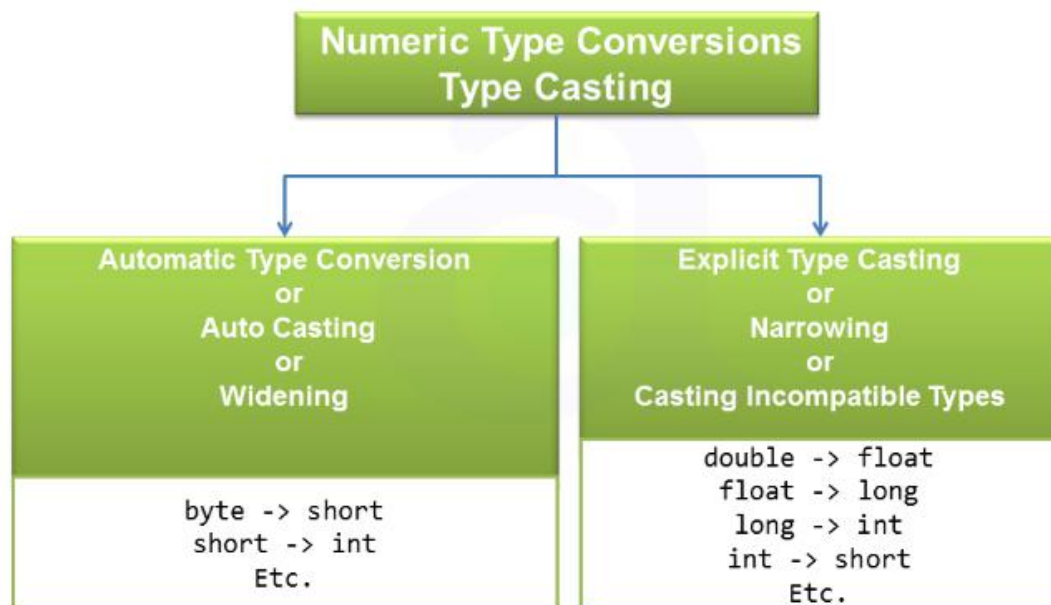 Numeric Type Conversions
Type Casting
Automatic Type Conversion
or
Auto Casting
or
Widening
byte -> short
short -> int
Etc.
Explicit Type Casting
or
Narrowing
or
Casting Incompatible Types
double -> float
float -> long
long -> int
int -> short
Etc.